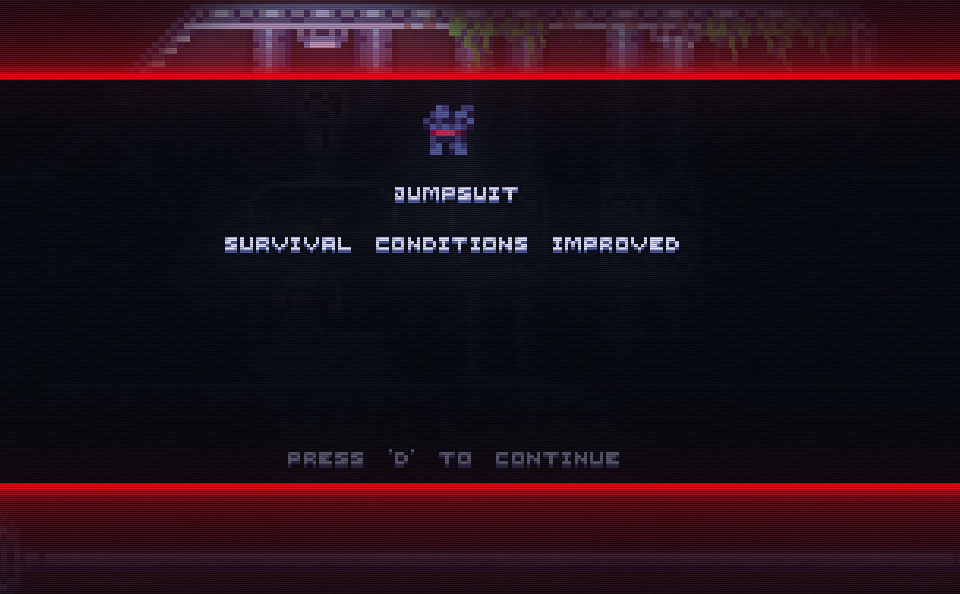 JUMPSUIT
SURVIVAL CONDITIONS IMPROVED
PRESS 'D' TO CONTINUE